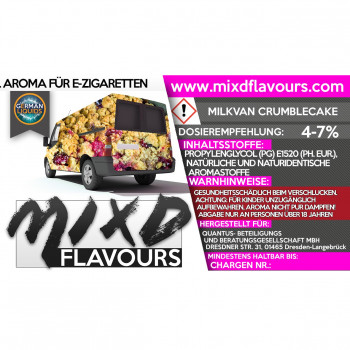 L AROMA FÜR E-ZIGARETTEN
GERMAN
LIQUIDS
MIXD
FLAVOURS
www.mixdflavours.com
MILKVAN CRUMBLECAKE
DOSIEREMPFEHLUNG: 4-7%
INHALTSSTOFFE:
PROPYLENGLYCOL (PG) E1520 (PH. EUR.),
NATÜRLICHE UND NATURIDENTISCHE
AROMASTOFFE
WARNHINWEISE:
GESUNDHEITSSCHÄDLICH BEIM VERSCHLUCKEN.
ACHTUNG: FÜR KINDER UNZUGÄNGLICH
AUFBEWAHREN, AROMA NICHT PUR DAMPFEN!
ABGABE NUR AN PERSONEN ÜBER 18 JAHREN
HERGESTELLT FÜR:
QUANTUS- BETEILIGUNGS
UND BERATUNGSGESELLSCHAFT MBH
DRESDNER STR. 31, 01465 Dresden-Langebrück
MINDESTENS HALTBAR BIS:
CHARGEN NR.: